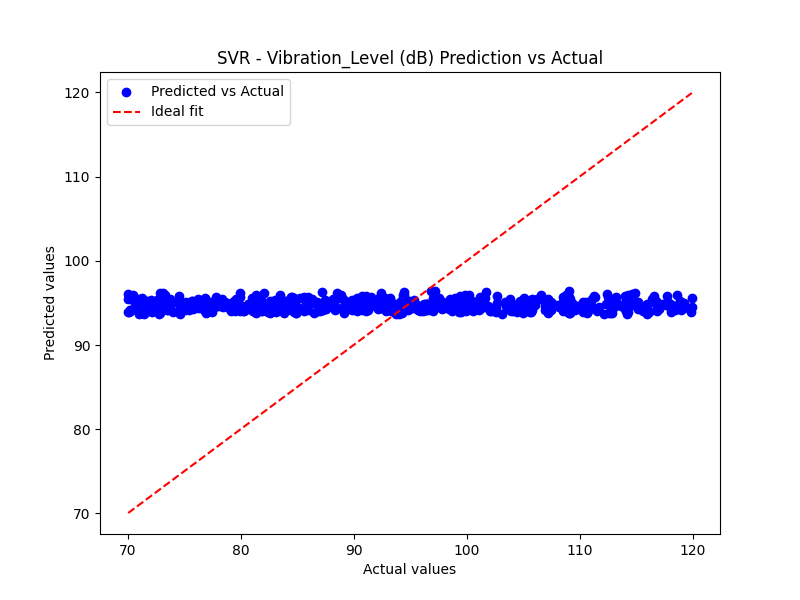 SVR - Vibration_Level (dB) Prediction vs Actual
Predicted vs Actual
Ideal fit
120
110
100
90
80
70
Predicted values
70 80 90 100 110 120
Actual values